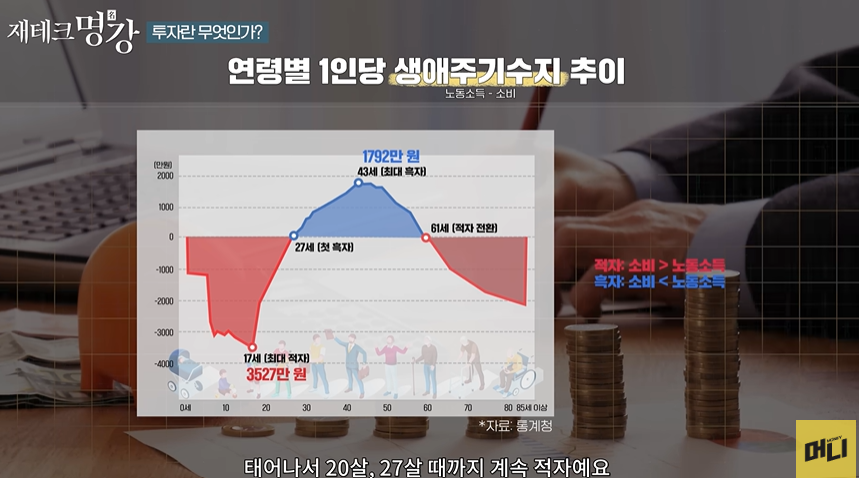 재테크명名강
투자란 무엇인가?
연령별 1인당 생애주기수지 추이
노동소득 - 소비
(만원)
2000
1000
0
-1000
-2000
-3000
-4000
1792만 원
43세 (최대 흑자)
27세 (첫 흑자)
61세 (적자 전환)
17세 (최대 적자)
3527만 원
적자: 소비 > 노동소득
흑자: 소비 < 노동소득
0세 10 20 30 40 50 60 70 80 85세 이상
*자료: 통계청
MONEY
머니
태어나서 20살, 27살 때까지 계속 적자예요